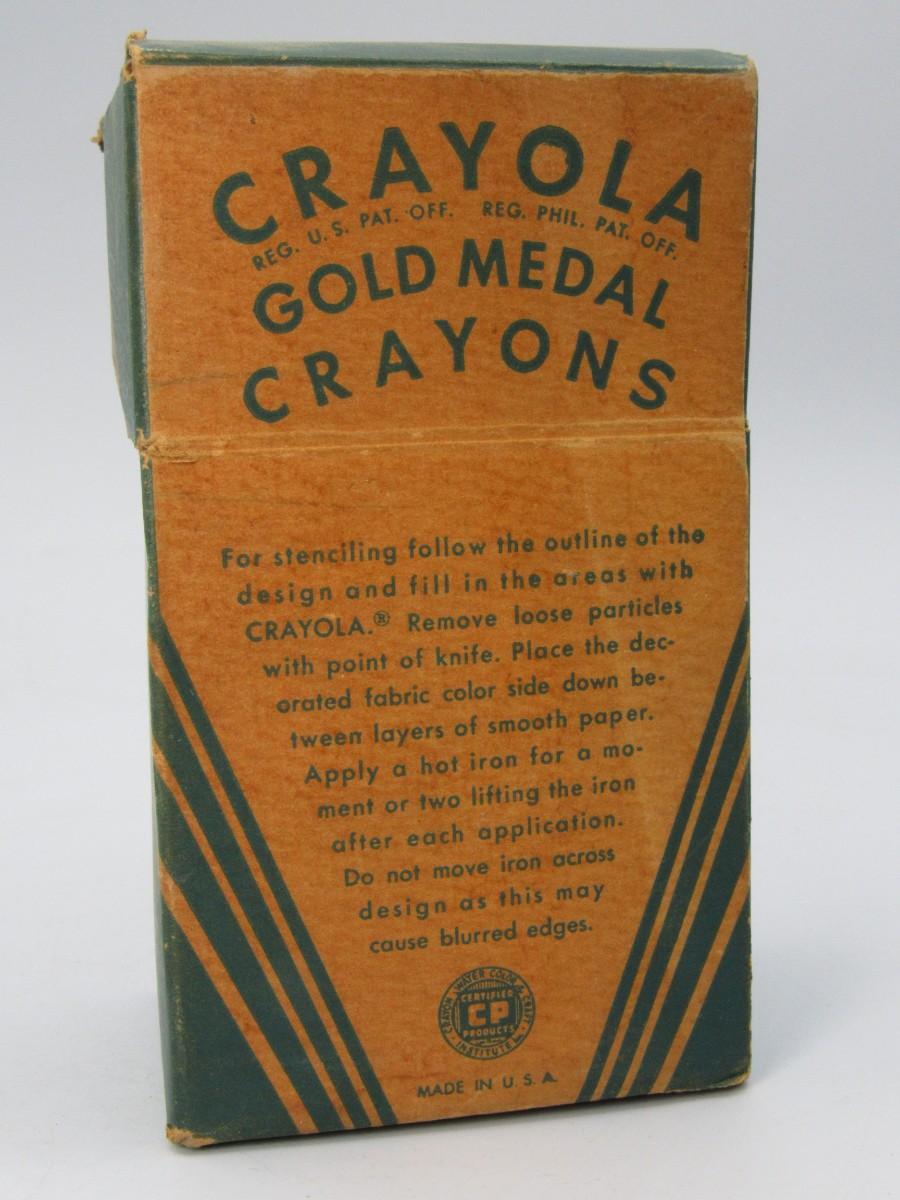 CRAYOLA
REG. U. S. PAT. OFF. REG. PHIL. PAT. OFF.
GOLD MEDAL
CRAYONS
For stenciling follow the outline of the
design and fill in the areas with
CRAYOLA.® Remove loose particles
with point of knife. Place the dec-
orated fabric color side down be-
tween layers of smooth paper.
Apply a hot iron for a mo-
ment or two lifting the iron
after each application.
Do not move iron across
design as this may
cause blurred edges.
CRAYON WATER COLOR & CRAFT
CERTIFIED
CP
PRODUCTS
INSTITUTE
MADE IN U. S. A.